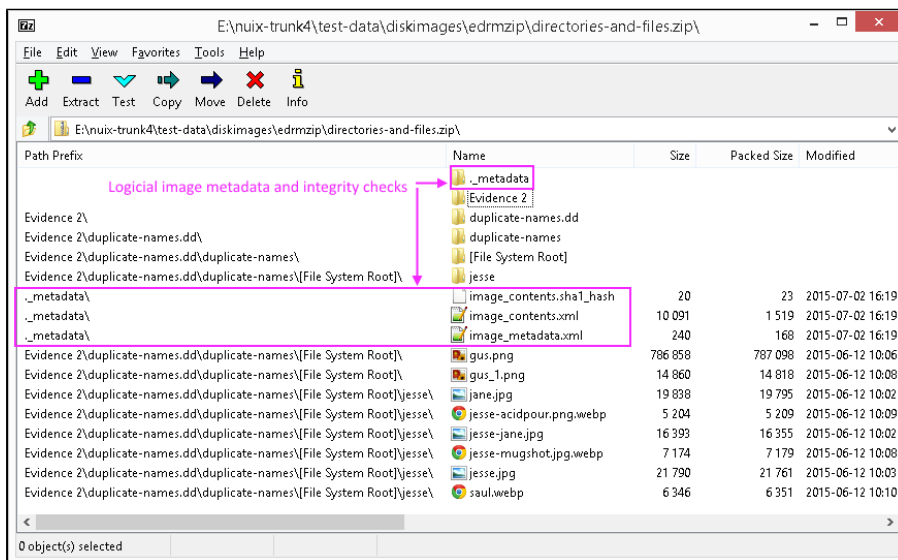 E:\nuix-trunk4\test-data\diskimages\edrmzip\directories-and-files.zip\
File Edit View Favorites Tools Help
Add Extract Test Copy Move Delete Info
E:\nuix-trunk4\test-data\diskimages\edrmzip\directories-and-files.zip\
Path Prefix Name Size Packed Size Modified
Logicial image metadata and integrity checks ._metadata
Evidence 2
Evidence 2\ duplicate-names.dd
Evidence 2\duplicate-names.dd\ duplicate-names
Evidence 2\duplicate-names.dd\duplicate-names\ [File System Root]
Evidence 2\duplicate-names.dd\duplicate-names\[File System Root]\ jesse
._metadata\ image_contents.sha1_hash 20 23 2015-07-02 16:19
._metadata\ image_contents.xml 10 091 1 519 2015-07-02 16:19
._metadata\ image_metadata.xml 240 168 2015-07-02 16:19
Evidence 2\duplicate-names.dd\duplicate-names\[File System Root]\ gus.png 786 858 787 098 2015-06-12 10:06
Evidence 2\duplicate-names.dd\duplicate-names\[File System Root]\ gus_1.png 14 860 14 818 2015-06-12 10:08
Evidence 2\duplicate-names.dd\duplicate-names\[File System Root]\jesse\ jane.jpg 19 838 19 795 2015-06-12 10:02
Evidence 2\duplicate-names.dd\duplicate-names\[File System Root]\jesse\ jesse-acidpour.png.webp 5 204 5 209 2015-06-12 10:09
Evidence 2\duplicate-names.dd\duplicate-names\[File System Root]\jesse\ jesse-jane.jpg 16 393 16 355 2015-06-12 10:02
Evidence 2\duplicate-names.dd\duplicate-names\[File System Root]\jesse\ jesse-mugshot.jpg.webp 7 174 7 179 2015-06-12 10:08
Evidence 2\duplicate-names.dd\duplicate-names\[File System Root]\jesse\ jesse.jpg 21 790 21 761 2015-06-12 10:03
Evidence 2\duplicate-names.dd\duplicate-names\[File System Root]\jesse\ saul.webp 6 346 6 351 2015-06-12 10:10
0 object(s) selected